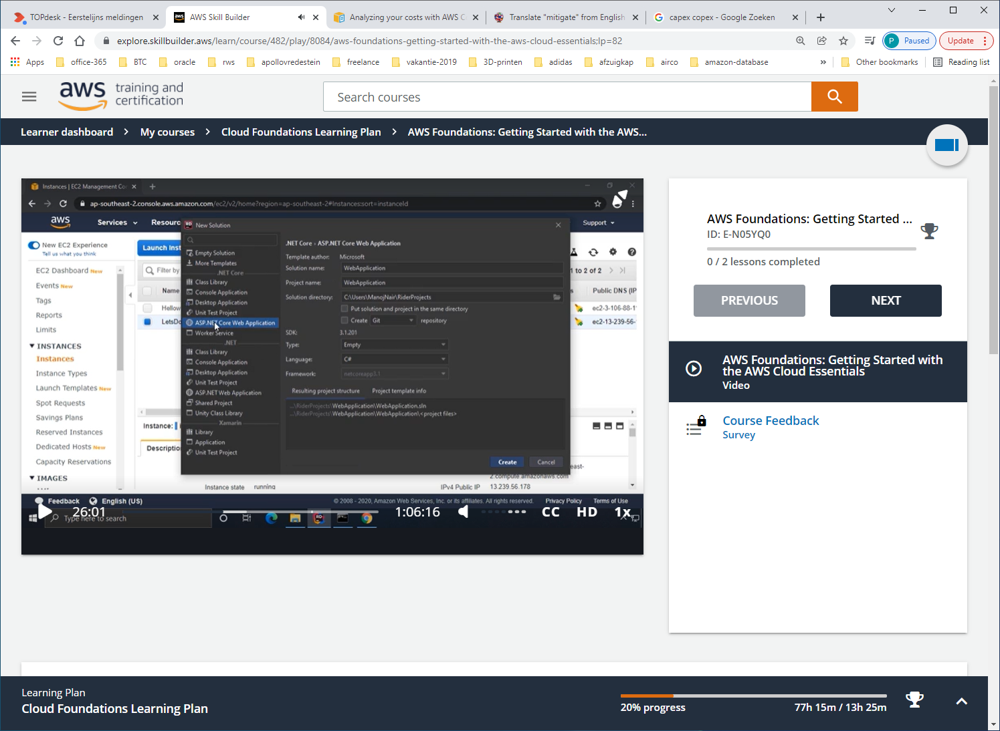 TOPdesk - Eerstelijns meldingen
AWS Skill Builder
Analyzing your costs with AWS C
Translate "mitigate" from English
capex copex - Google Zoeken
explore.skillbuilder.aws/learn/course/482/play/8084/aws-foundations-getting-started-with-the-aws-cloud-essentials;lp=82
P Paused
Update
Apps office-365 BTC oracle rws apollovredestein freelance vakantie-2019 3D-printen adidas afzuigkap airco amazon-database » Other bookmarks Reading list
aws training and certification
Search courses
Learner dashboard > My courses > Cloud Foundations Learning Plan > AWS Foundations: Getting Started with the AWS...
Instances | EC2 Management Co
ap-southeast-2.console.aws.amazon.com/ec2/v2/home?region=ap-southeast-2#Instances:sort=instanceId
aws Services Resourc Support
New EC2 Experience
Tell us what you think
EC2 Dashboard New
Events New
Tags
Reports
Limits
INSTANCES
Instances
Instance Types
Launch Templates New
Spot Requests
Savings Plans
Reserved Instances
Dedicated Hosts New
Capacity Reservations
IMAGES
Launch Inst
Filter by
1 to 2 of 2
Name
Public DNS (IP
Hellow
ec2-3-106-88-1
LetsDo
ec2-13-239-56-
Instance:
Descriptio
Instance state running
east-
2.compute.amazonaws.com
IPv4 Public IP 13.239.56.178
New Solution
Empty Solution
More Templates
.NET Core
Class Library
Console Application
Desktop Application
Unit Test Project
ASP.NET Core Web Application
Worker Service
.NET
Class Library
Console Application
Desktop Application
Unit Test Project
ASP.NET Web Application
Shared Project
Unity Class Library
Xamarin
Library
Application
Unit Test Project
.NET Core › ASP.NET Core Web Application
Template author: Microsoft
Solution name: WebApplication
Project name: WebApplication
Solution directory: C:\Users\ManojNair\RiderProjects
Put solution and project in the same directory
Create Git repository
SDK: 3.1.201
Type: Empty
Language: C#
Framework: netcoreapp3.1
Resulting project structure Project template info
...\RiderProjects\WebApplication\WebApplication.sln
...\RiderProjects\WebApplication\WebApplication\<project files>
Create Cancel
Feedback English (US) © 2008 - 2020, Amazon Web Services, Inc. or its affiliates. All rights reserved. Privacy Policy Terms of Use
Type here to search
26:01 1:06:16 CC HD 1x
AWS Foundations: Getting Started ...
ID: E-N05YQ0
0 / 2 lessons completed
PREVIOUS NEXT
AWS Foundations: Getting Started with
the AWS Cloud Essentials
Video
Course Feedback
Survey
Learning Plan
Cloud Foundations Learning Plan
20% progress 77h 15m / 13h 25m